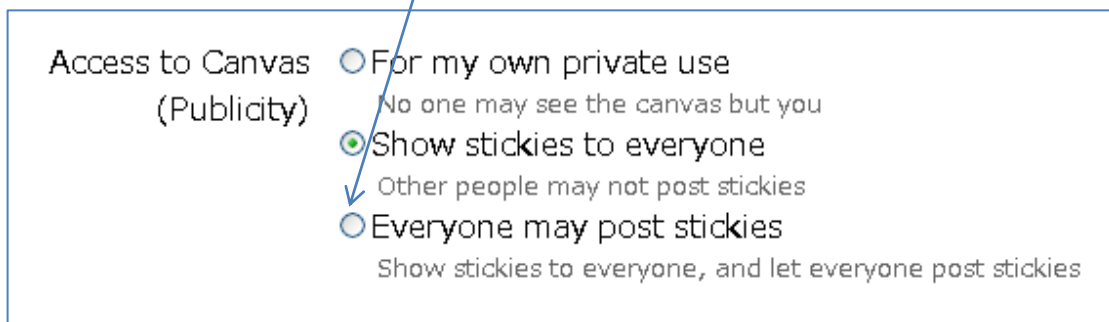 Access to Canvas For my own private use
(Publicity) No one may see the canvas but you
Show stickies to everyone
Other people may not post stickies
Everyone may post stickies
Show stickies to everyone, and let everyone post stickies